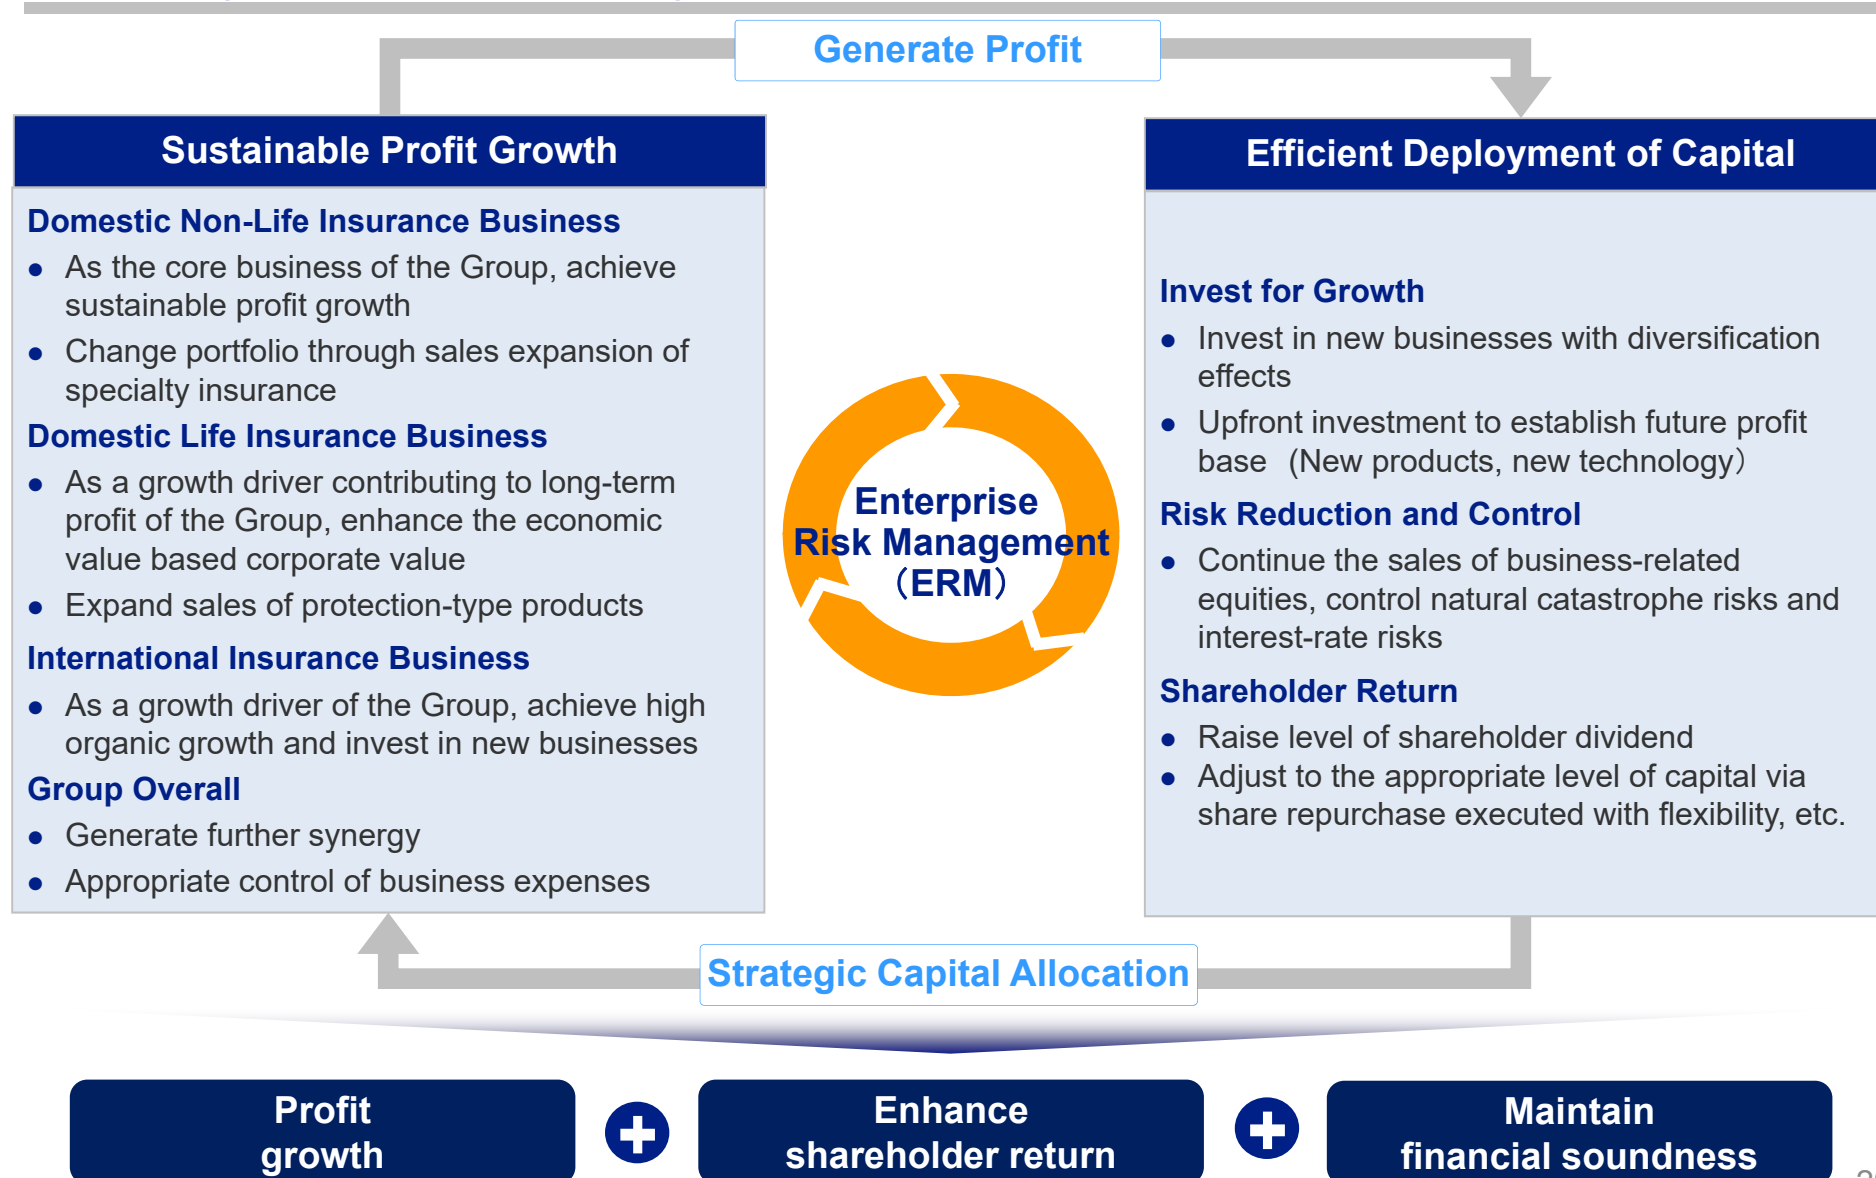 Generate Profit
Sustainable Profit Growth
Domestic Non-Life Insurance Business
● As the core business of the Group, achieve
sustainable profit growth
● Change portfolio through sales expansion of
specialty insurance
Domestic Life Insurance Business
● As a growth driver contributing to long-term
profit of the Group, enhance the economic
value based corporate value
● Expand sales of protection-type products
International Insurance Business
● As a growth driver of the Group, achieve high
organic growth and invest in new businesses
Group Overall
● Generate further synergy
● Appropriate control of business expenses
Enterprise
Risk Management
（ERM）
Efficient Deployment of Capital
Invest for Growth
● Invest in new businesses with diversification
effects
● Upfront investment to establish future profit
base (New products, new technology）
Risk Reduction and Control
● Continue the sales of business-related
equities, control natural catastrophe risks and
interest-rate risks
Shareholder Return
● Raise level of shareholder dividend
● Adjust to the appropriate level of capital via
share repurchase executed with flexibility, etc.
Strategic Capital Allocation
Profit
growth
Enhance
shareholder return
Maintain
financial soundness